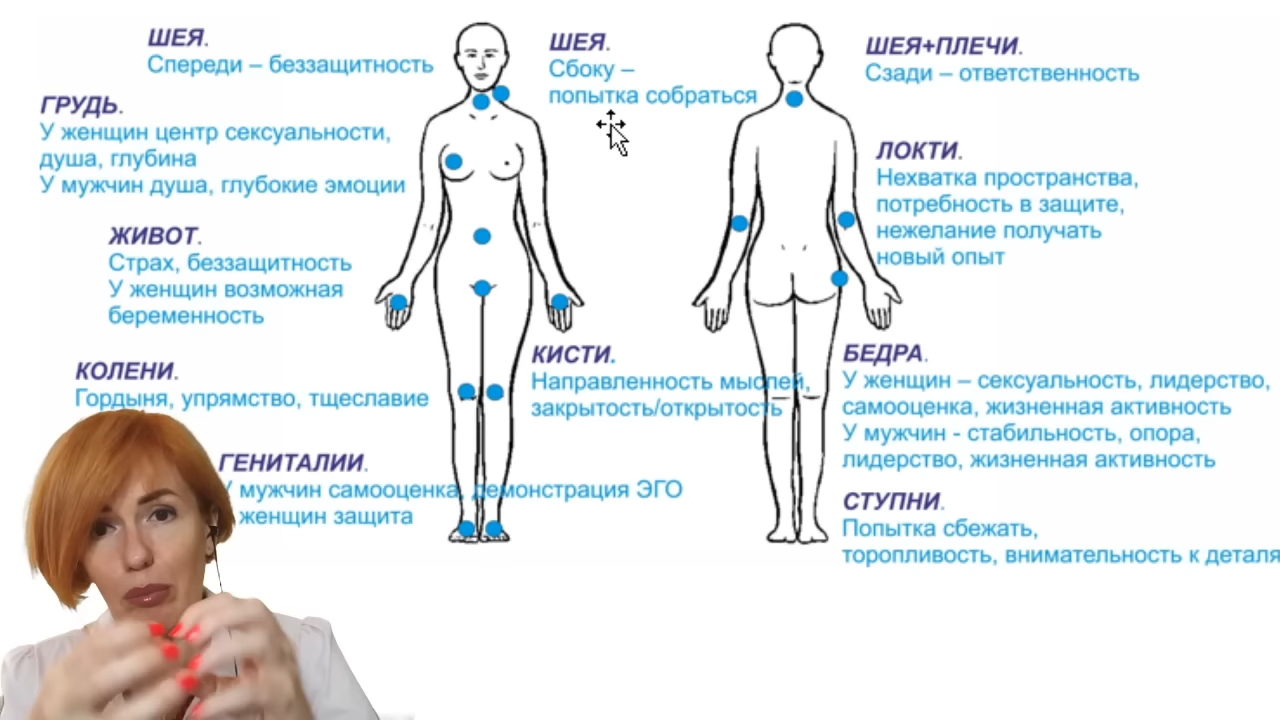 ШЕЯ.
Спереди – беззащитность
ГРУДЬ.
У женщин центр сексуальности,
душа, глубина
У мужчин душа, глубокие эмоции
ЖИВОТ.
Страх, беззащитность
У женщин возможная
беременность
КОЛЕНИ.
Гордыня, упрямство, тщеславие
ГЕНИТАЛИИ.
У мужчин самооценка, демонстрация ЭГО
женщин защита
ШЕЯ.
Сбоку –
попытка собраться
КИСТИ.
Направленность мыслей,
закрытость/открытость
ШЕЯ+ПЛЕЧИ.
Сзади – ответственность
ЛОКТИ.
Нехватка пространства,
потребность в защите,
нежелание получать
новый опыт
БЕДРА.
У женщин – сексуальность, лидерство,
самооценка, жизненная активность
У мужчин - стабильность, опора,
лидерство, жизненная активность
СТУПНИ.
Попытка сбежать,
торопливость, внимательность к деталя